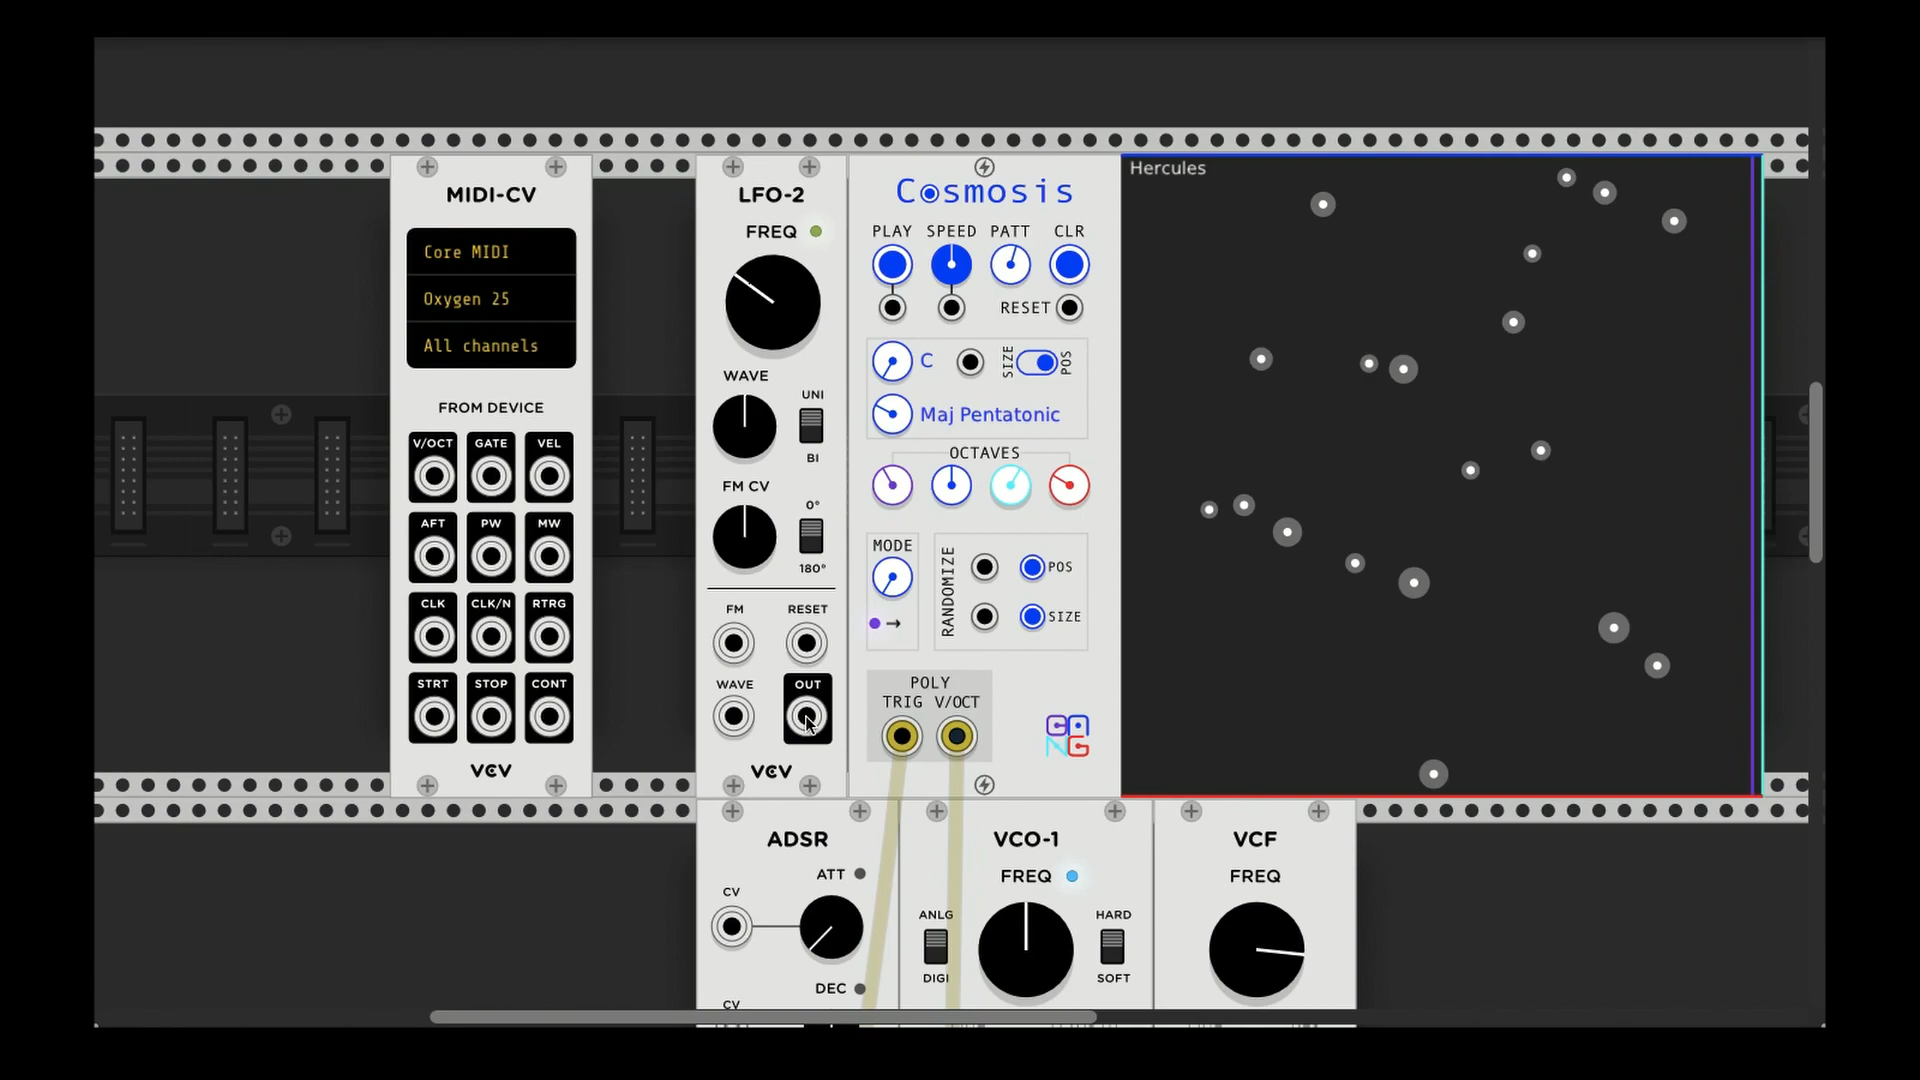 MIDI-CV
Core MIDI
Oxygen 25
All channels
FROM DEVICE
V/OCT GATE VEL
AFT PW MW
CLK CLK/N RTRG
STRT STOP CONT
VCV
LFO-2
FREQ
WAVE
UNI
BI
FM CV
0°
180°
FM RESET
WAVE OUT
VCV
Cosmosis
PLAY SPEED PATT CLR
RESET
C SIZE POS
Maj Pentatonic
OCTAVES
MODE
RANDOMIZE
POS
SIZE
POLY
TRIG V/OCT
GANG
Hercules
ADSR
ATT
CV
DEC
CV
VCO-1
FREQ
ANLG HARD
DIGI SOFT
VCF
FREQ